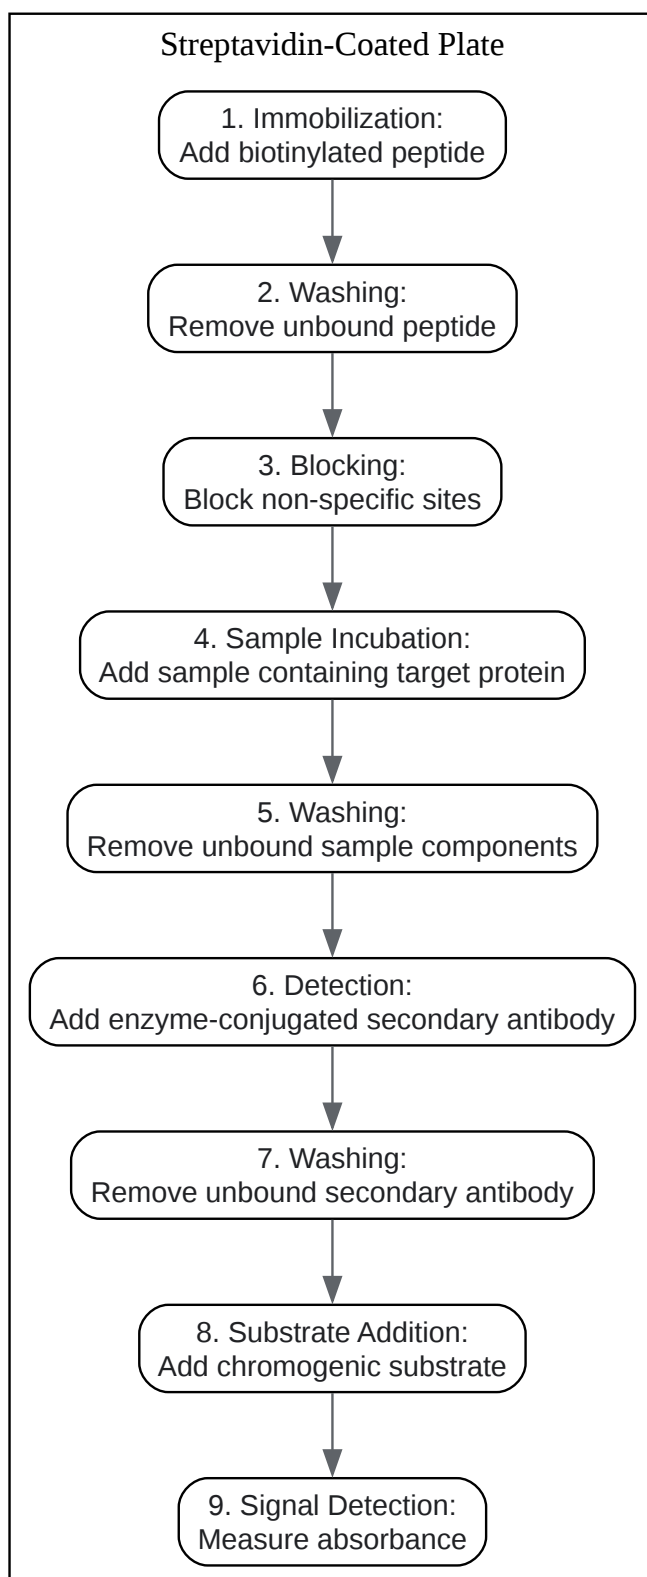 Streptavidin-Coated Plate
1. Immobilization:
Add biotinylated peptide
2. Washing:
Remove unbound peptide
3. Blocking:
Block non-specific sites
4. Sample Incubation:
Add sample containing target protein
5. Washing:
Remove unbound sample components
6. Detection:
Add enzyme-conjugated secondary antibody
7. Washing:
Remove unbound secondary antibody
8. Substrate Addition:
Add chromogenic substrate
9. Signal Detection:
Measure absorbance